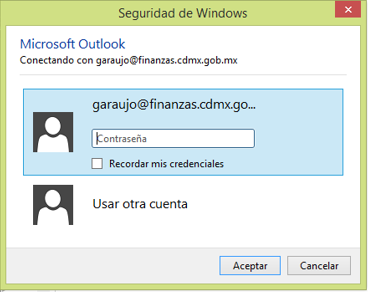 Seguridad de Windows
Microsoft Outlook
Conectando con garaujo@finanzas.cdmx.gob.mx
garaujo@finanzas.cdmx.go...
Contraseña
Recordar mis credenciales
Usar otra cuenta
Aceptar
Cancelar